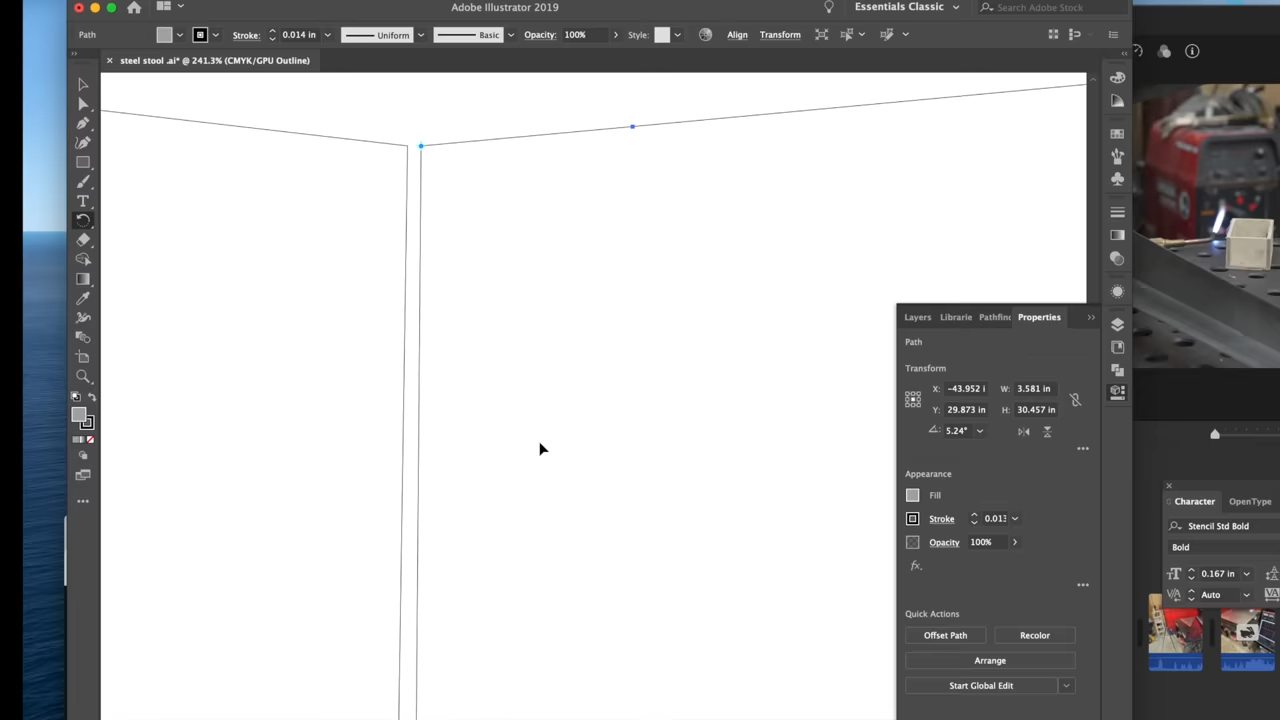 Adobe Illustrator 2019
Essentials Classic
Search Adobe Stock
Path
Stroke:
0.014 in
Uniform
Basic
Opacity:
100%
Style:
Align
Transform
× steel stool .ai* @ 241.3% (CMYK/GPU Outline)
Layers
Librarie
Pathfind
Properties
Path
Transform
X: -43.952 i
W: 3.581 in
Y: 29.873 in
H: 30.457 in
5.24°
Appearance
Fill
Stroke
0.013
Opacity
100%
fx.
Quick Actions
Offset Path
Recolor
Arrange
Start Global Edit
Character
OpenType
Stencil Std Bold
Bold
0.167 in
Auto